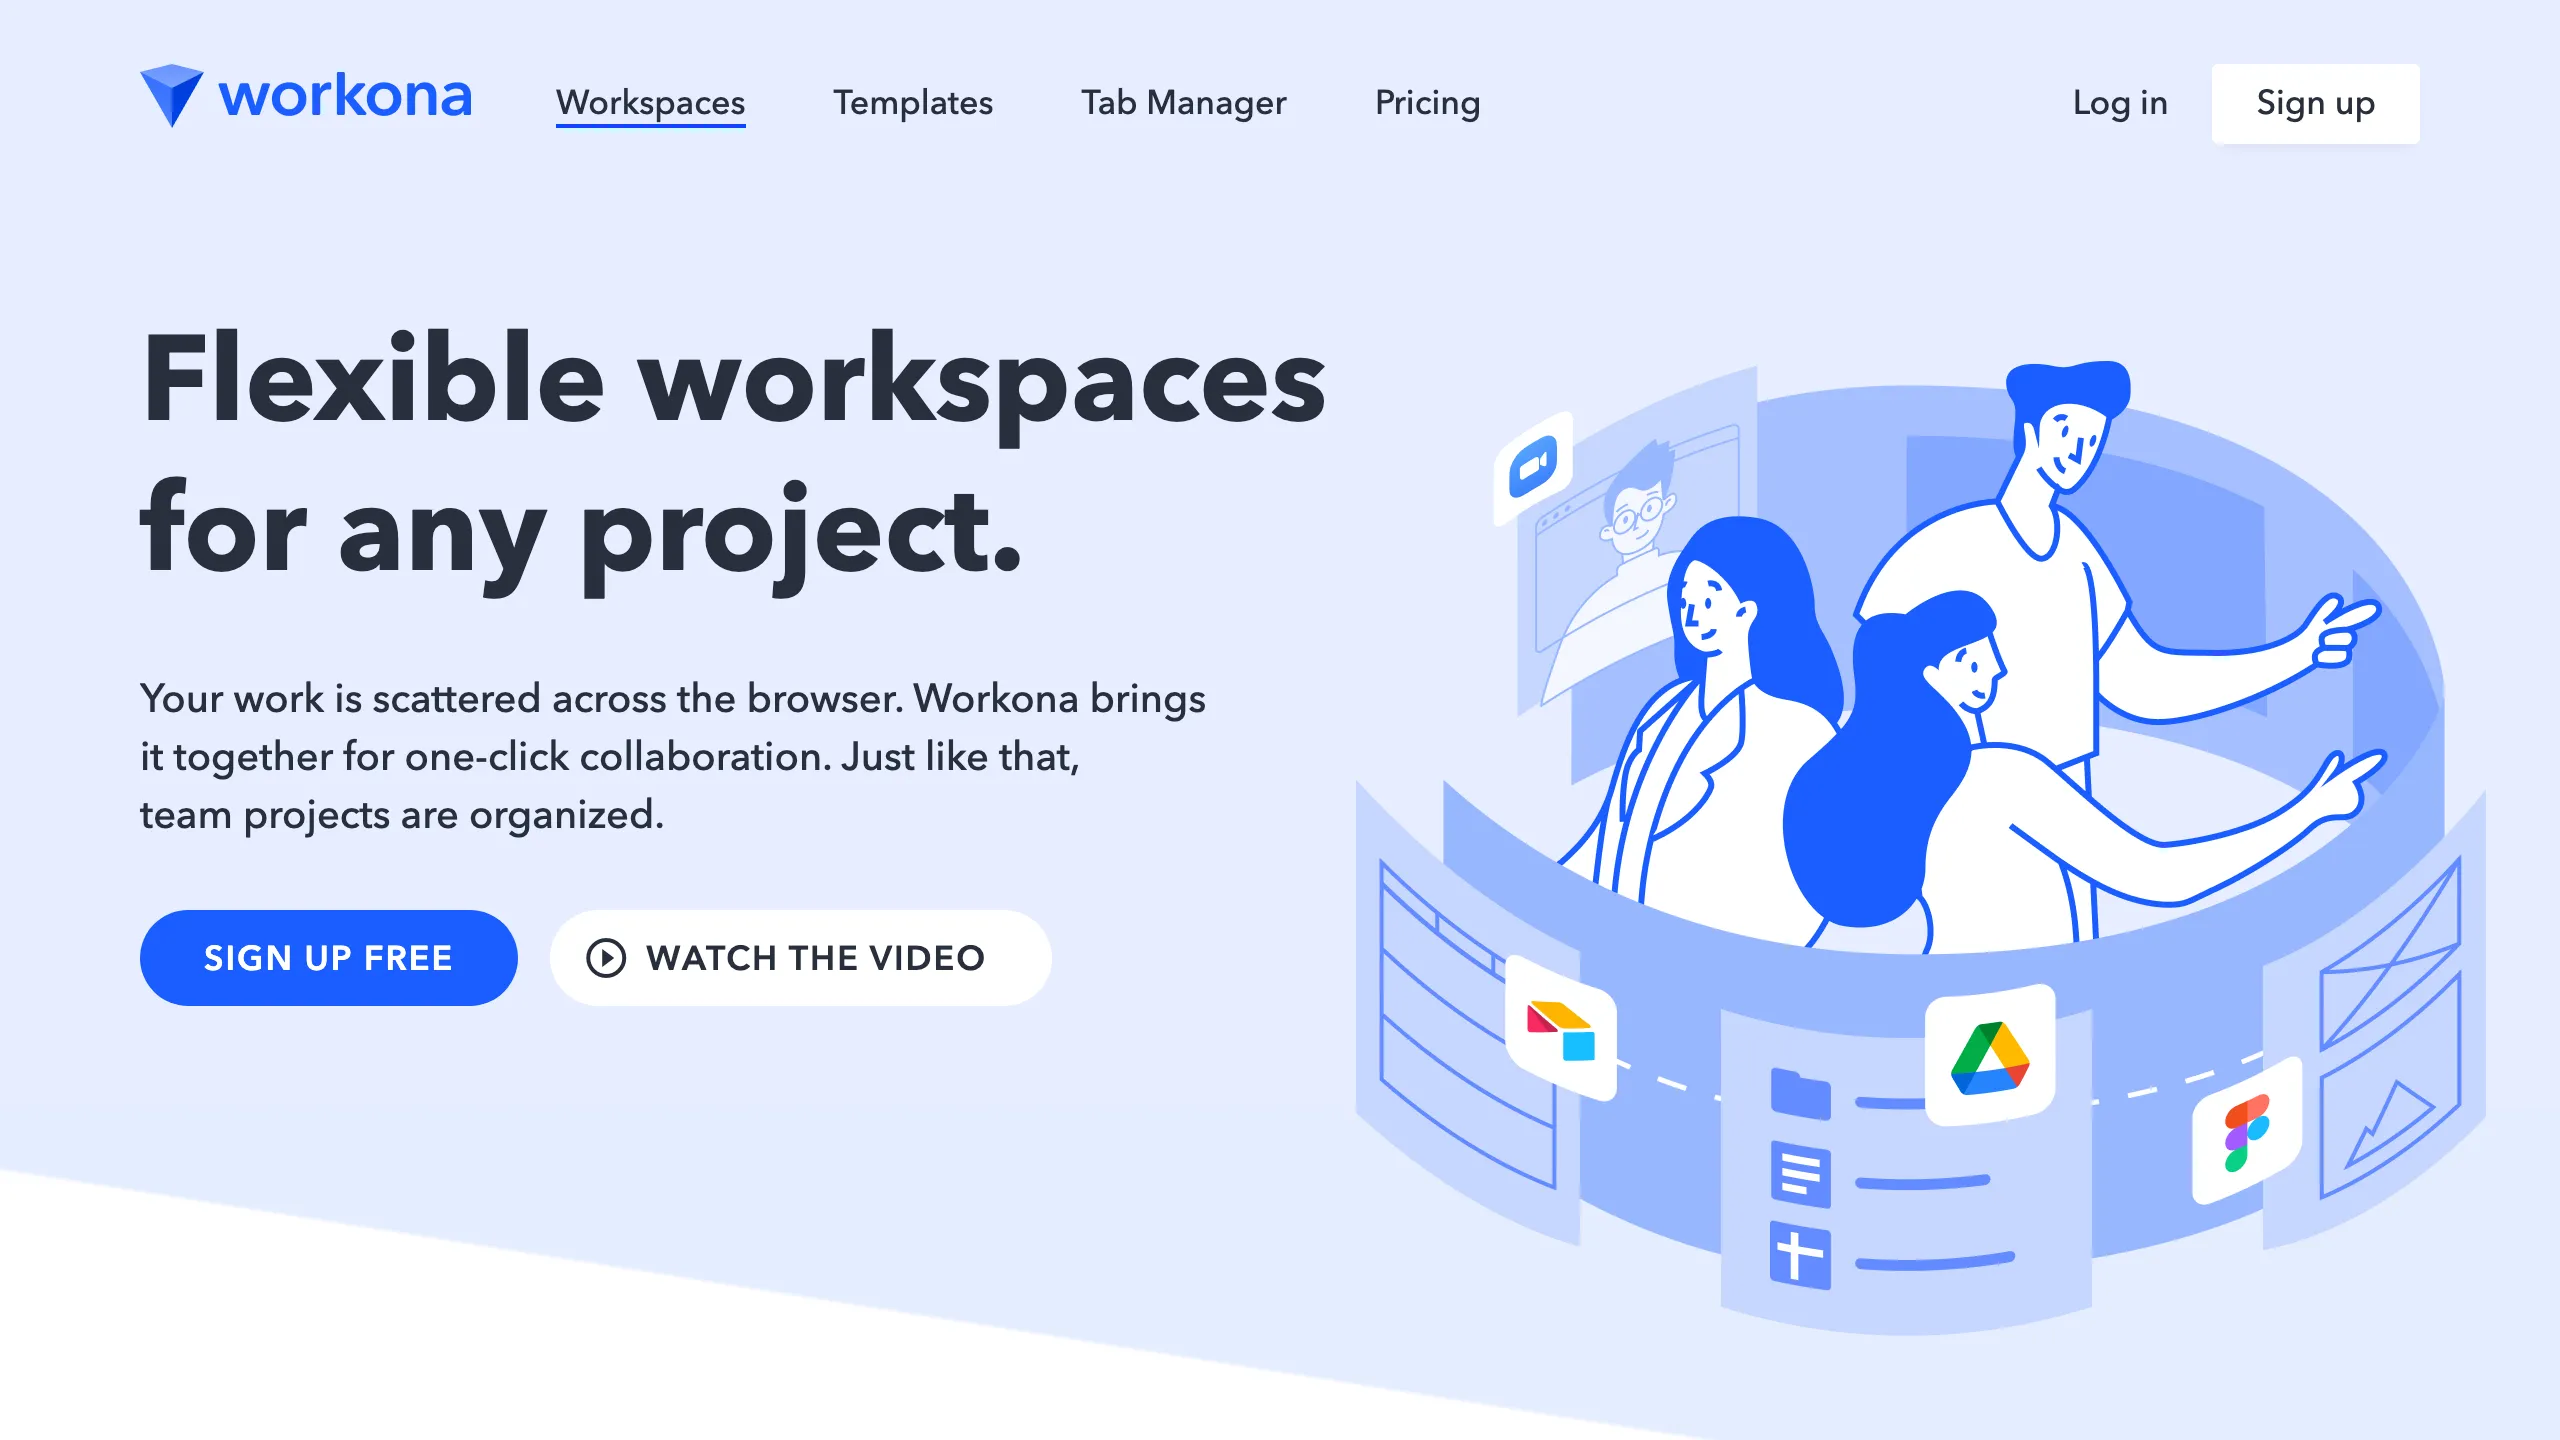 workona
Workspaces
Templates
Tab Manager
Pricing
Log in
Sign up
Flexible workspaces
for any project.
Your work is scattered across the browser. Workona brings
it together for one-click collaboration. Just like that,
team projects are organized.
SIGN UP FREE
WATCH THE VIDEO